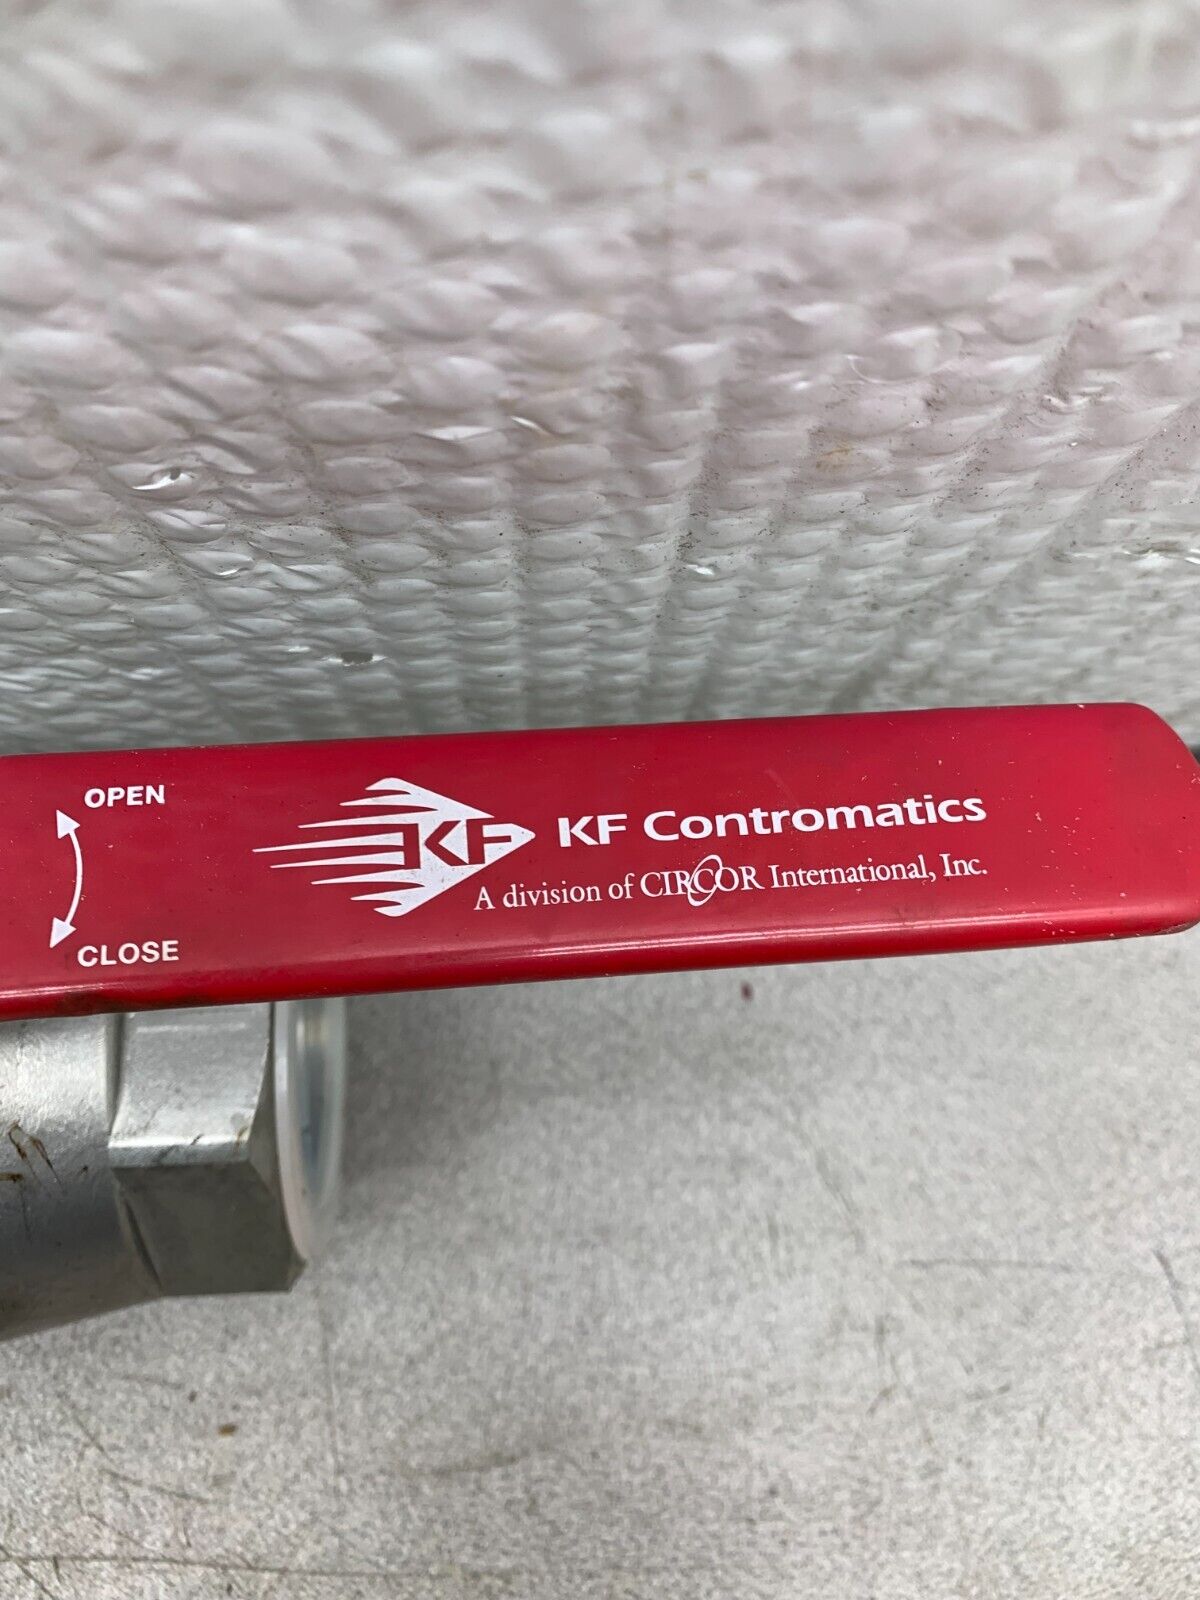 OPEN
CLOSE
KF
KF Contromatics
A division of CIRCOR International, Inc.